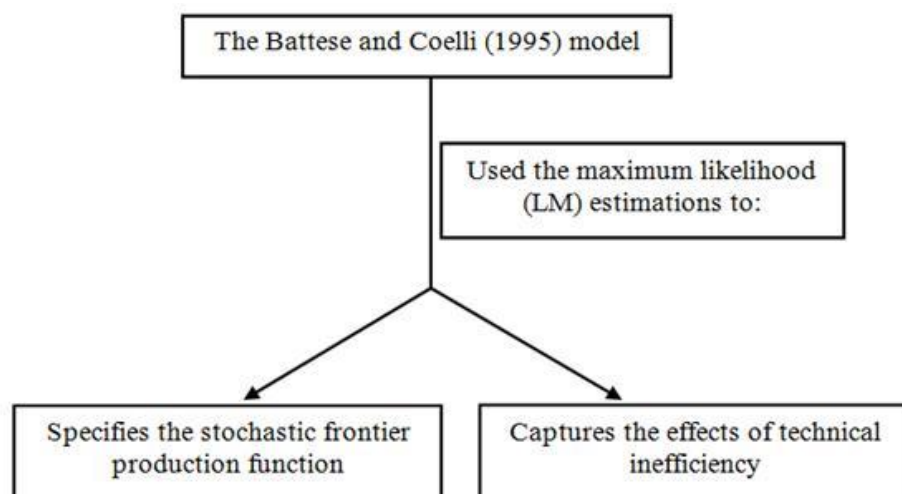 The Battese and Coelli (1995) model
Used the maximum likelihood
(LM) estimations to:
Specifies the stochastic frontier
production function
Captures the effects of technical
inefficiency